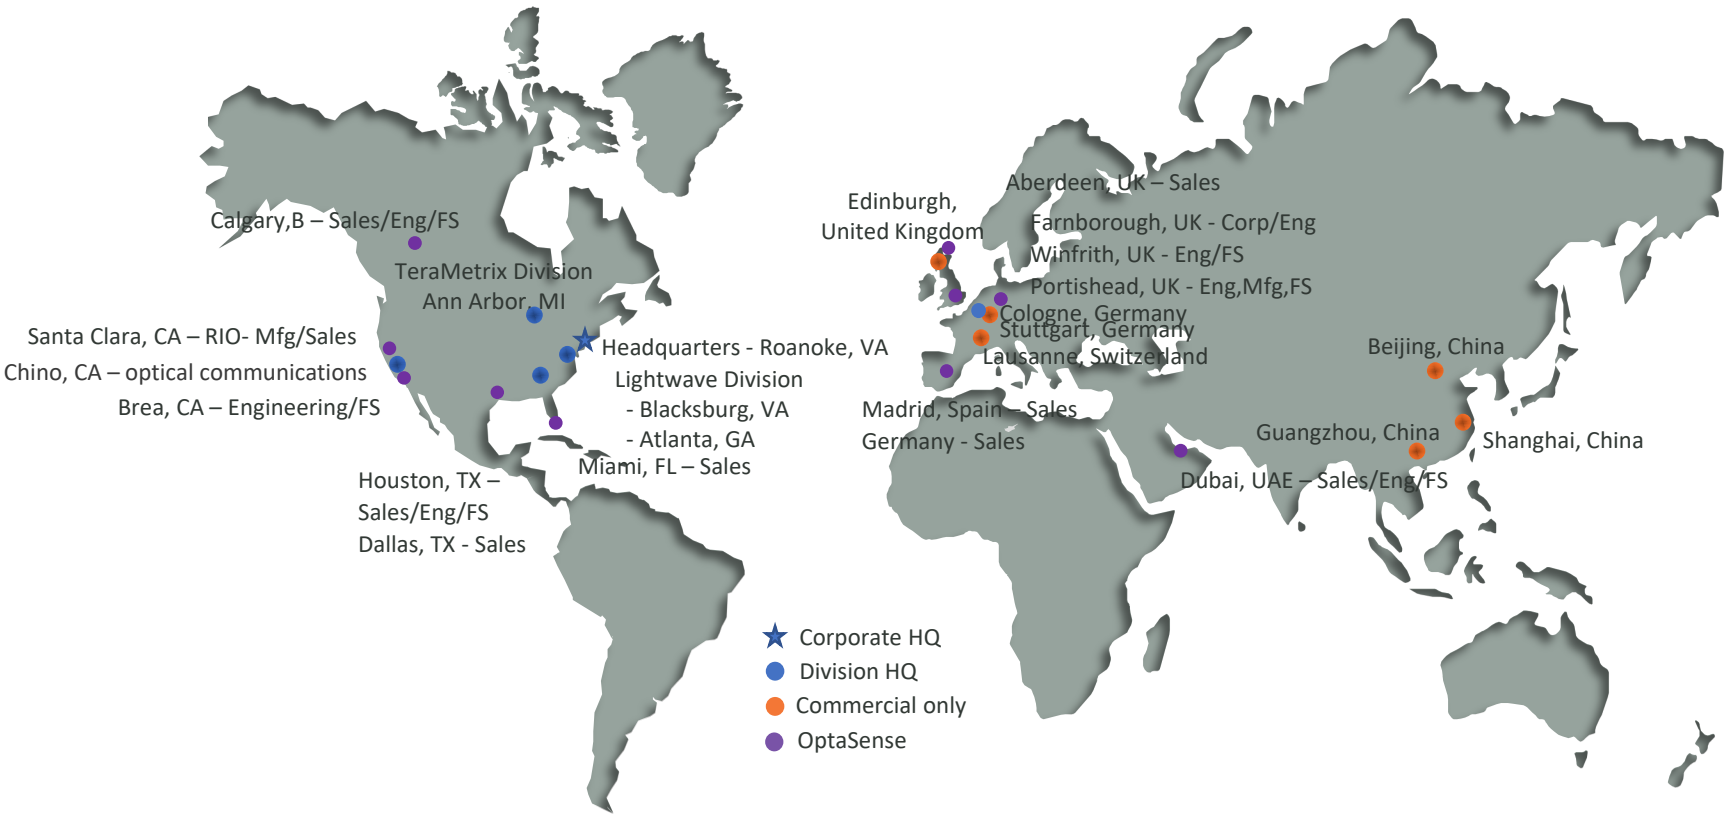 Calgary,B – Sales/Eng/FS
TeraMetrix Division
Ann Arbor, MI
Santa Clara, CA – RIO- Mfg/Sales
Chino, CA – optical communications
Brea, CA – Engineering/FS
Headquarters - Roanoke, VA
Lightwave Division
- Blacksburg, VA
- Atlanta, GA
Miami, FL – Sales
Houston, TX –
Sales/Eng/FS
Dallas, TX - Sales
Edinburgh,
United Kingdom
Aberdeen, UK – Sales
Farnborough, UK - Corp/Eng
Winfrith, UK - Eng/FS
Portishead, UK - Eng,Mfg,FS
Cologne, Germany
Stuttgart, Germany
Lausanne, Switzerland
Madrid, Spain – Sales
Germany - Sales
Beijing, China
Guangzhou, China
Shanghai, China
Dubai, UAE – Sales/Eng/FS
Corporate HQ
Division HQ
Commercial only
OptaSense